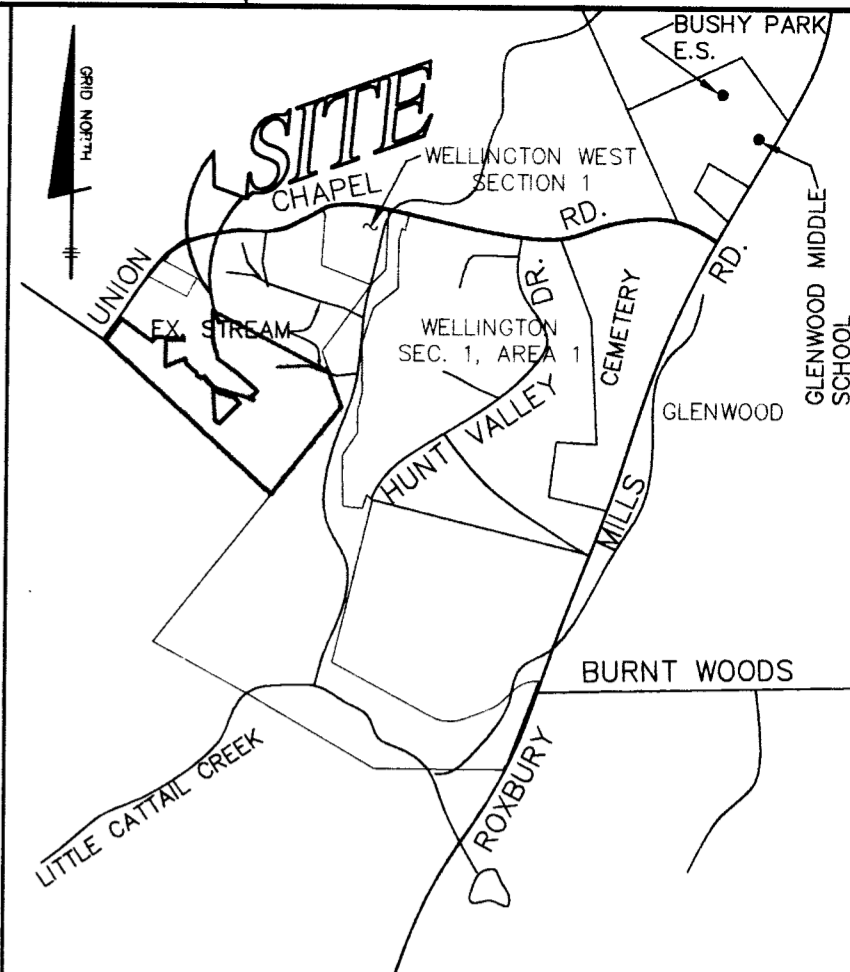 BUSHY PARK
E.S.
GRID NORTH
SITE
WELLINGTON WEST
SECTION 1
UNION CHAPEL RD.
RD.
GLENWOOD MIDDLE
SCHOOL
EX. STREAM
WELLINGTON
SEC. 1, AREA 1
CEMETERY
HUNT VALLEY DR.
GLENWOOD
ROXBURY MILLS
BURNT WOODS
LITTLE CATTAIL CREEK